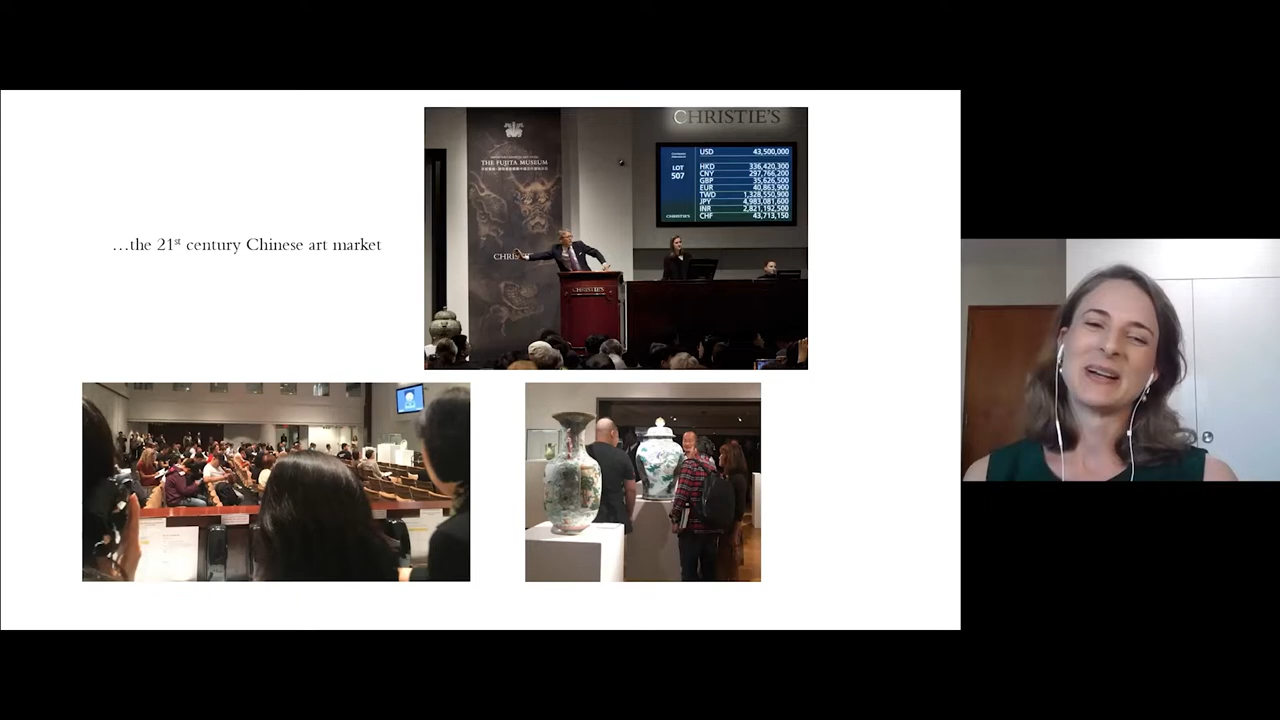 …the 21st century Chinese art market
THE FUJITA MUSEUM
CHRISTIE'S
LOT
507
USD 43,500,000
HKD 336,420,300
CNY 297,766,200
GBP 35,626,500
EUR 40,863,900
TWD 1,328,550,900
JPY 4,983,081,600
INR 2,821,192,500
CHF 43,713,150
CHRISTIE'S
CHRIS
CHRISTIE'S